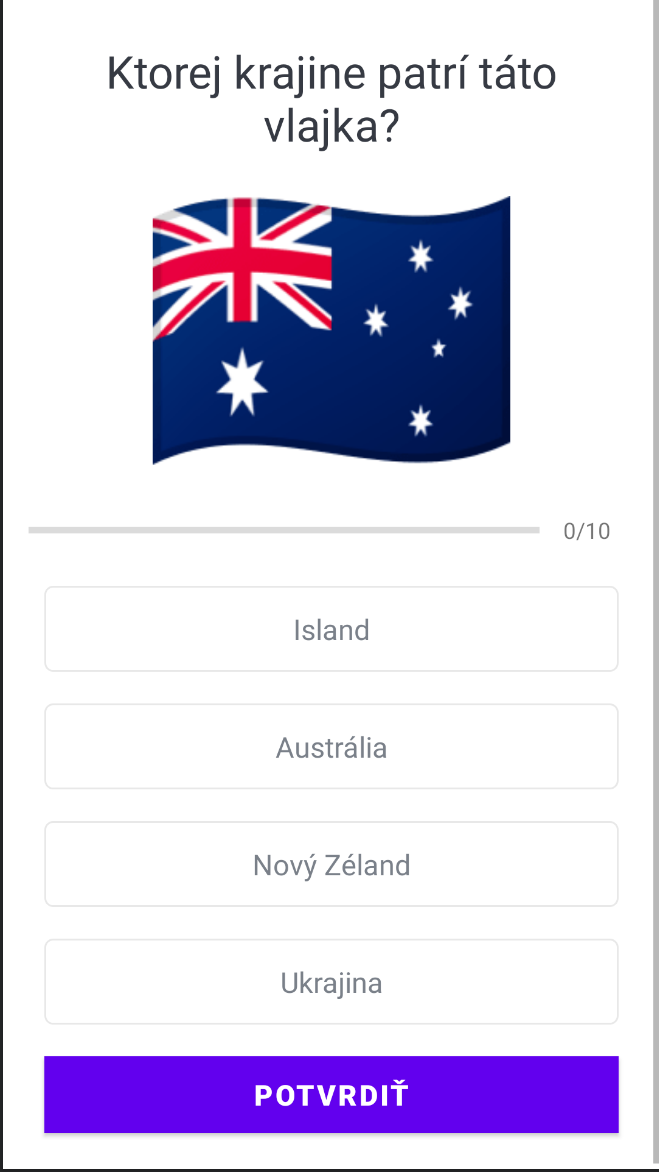 Ktorej krajine patrí táto
vlajka?
0/10
Island
Austrália
Nový Zéland
Ukrajina
POTVRDIŤ